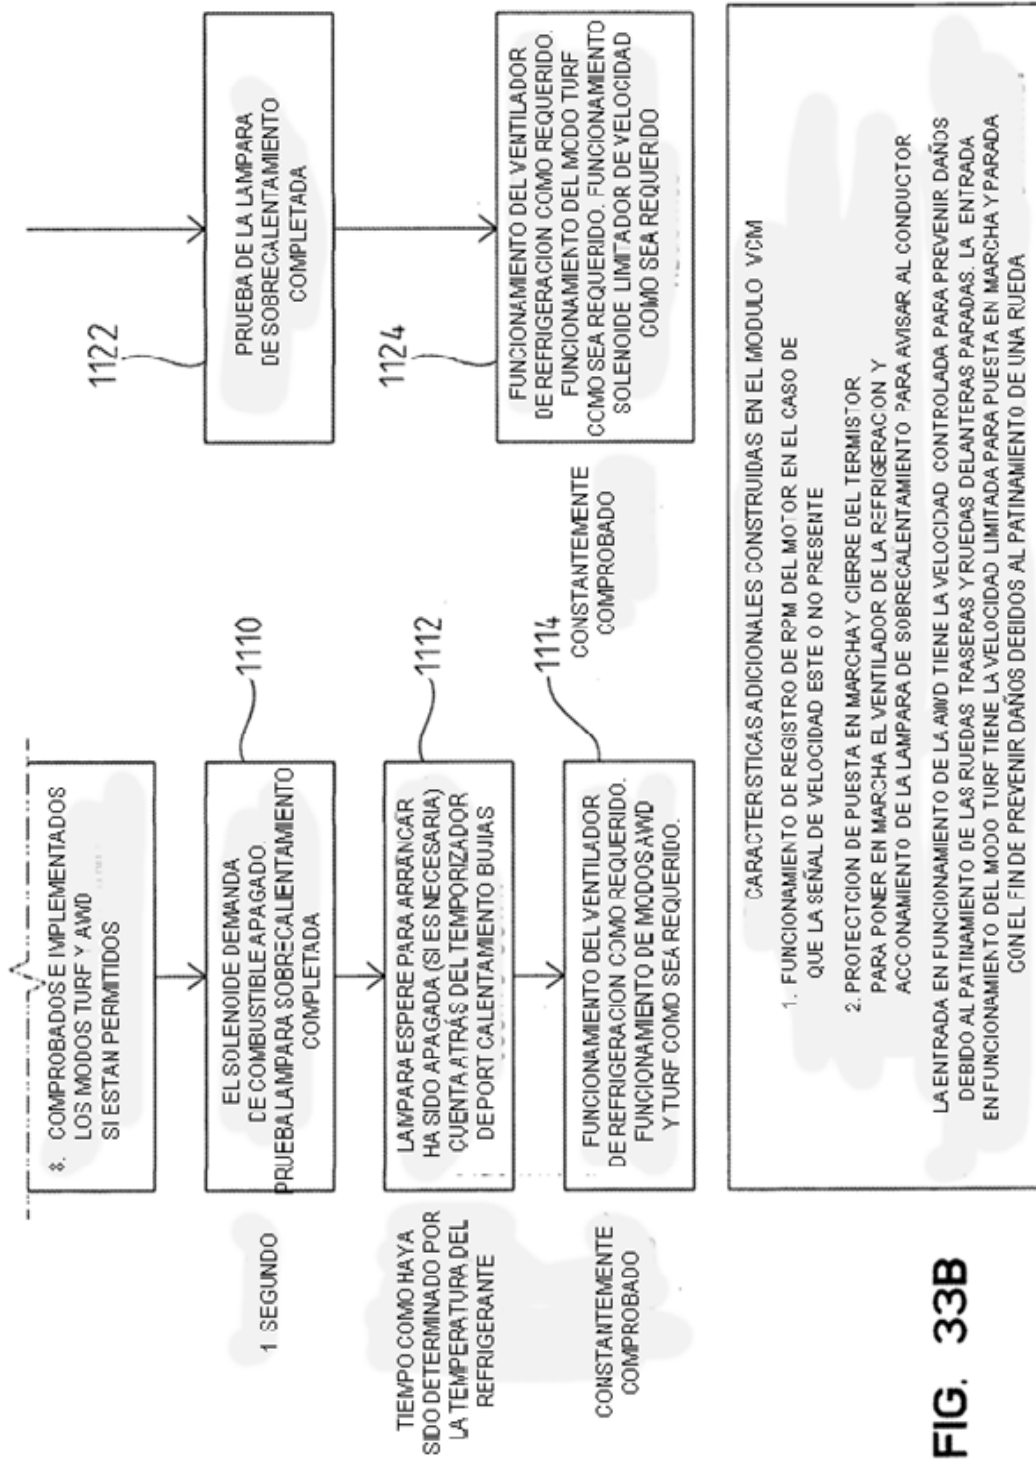 8. COMPROBADOS E IMPLEMENTADOS
LOS MODOS TURF Y AWD
SI ESTAN PERMITIDOS
1 SEGUNDO
1110
EL SOLENOIDE DEMANDA
DE COMBUSTIBLE APAGADO.
PRUEBA LAMPARA SOBRECALIENTAMIENTO
COMPLETADA
TIEMPO COMO HAYA
SIDO DETERMINADO POR
LA TEMPERATURA DEL
REFRIGERANTE
1112
LAMPARA ESPERE PARA ARRANCAR
HA SIDO APAGADA (SI ES NECESARIA)
CUENTA ATRÁS DEL TEMPORIZADOR
DE PORT CALENTAMIENTO BUJIAS
CONSTANTEMENTE
COMPROBADO
1114
FUNCIONAMIENTO DEL VENTILADOR
DE REFRIGERACION COMO REQUERIDO.
FUNCIONAMIENTO DE MODOS AWD
Y TURF COMO SEA REQUERIDO.
1122
PRUEBA DE LA LAMPARA
DE SOBRECALENTAMIENTO
COMPLETADA
CONSTANTEMENTE
COMPROBADO
1124
FUNCIONAMIENTO DEL VENTILADOR
DE REFRIGERACION COMO REQUERIDO.
FUNCIONAMIENTO DEL MODO TURF
COMO SEA REQUERIDO. FUNCIONAMIENTO
SOLENOIDE LIMITADOR DE VELOCIDAD
COMO SEA REQUERIDO
CARACTERISTICAS ADICIONALES CONSTRUIDAS EN EL MODULO VCM
1. FUNCIONAMIENTO DE REGISTRO DE RPM DEL MOTOR EN EL CASO DE
QUE LA SEÑAL DE VELOCIDAD ESTE O NO PRESENTE
2. PROTECTCION DE PUESTA EN MARCHA Y CIERRE DEL TERMISTOR
PARA PONER EN MARCHA EL VENTILADOR DE LA REFRIGERACION Y
ACCONAMIENTO DE LA LAMPARA DE SOBRECALENTAMIENTO PARA AVISAR AL CONDUCTOR
LA ENTRADA EN FUNCIONAMIENTO DE LA AWD TIENE LA VELOCIDAD CONTROLADA PARA PREVENIR DAÑOS
DEBIDO AL PATINAMIENTO DE LAS RUEDAS TRASERAS Y RUEDAS DELANTERAS PARADAS. LA ENTRADA
EN FUNCIONAMIENTO DEL MODO TURF TIENE LA VELOCIDAD LIMITADA PARA PUESTA EN MARCHA Y PARADA
CON EL FIN DE PREVENIR DAÑOS DEBIDOS AL PATINAMIENTO DE UNA RUEDA
FIG. 33B